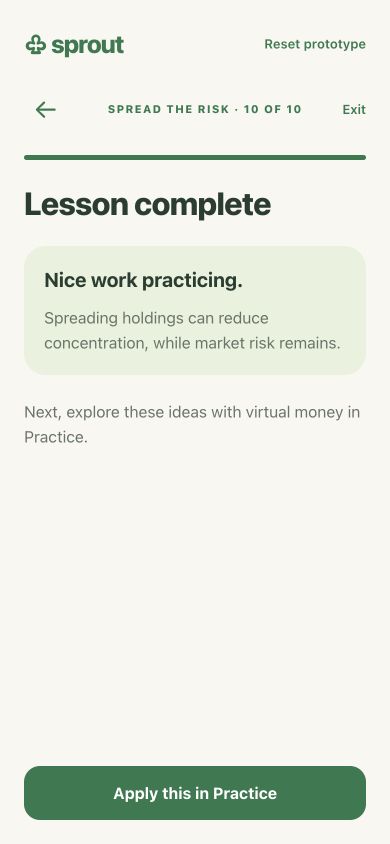 sprout
Reset prototype
SPREAD THE RISK · 10 OF 10
Exit
Lesson complete
Nice work practicing.
Spreading holdings can reduce
concentration, while market risk remains.
Next, explore these ideas with virtual money in
Practice.
Apply this in Practice